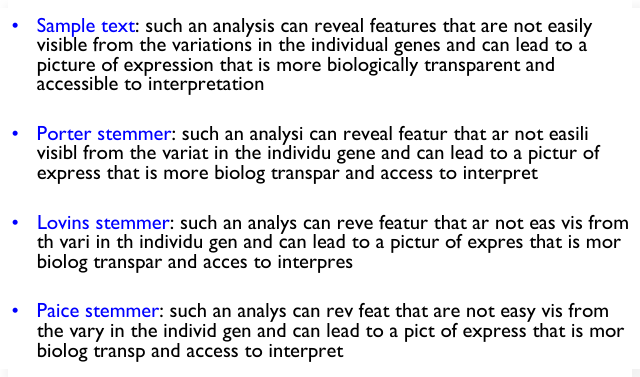 • Sample text: such an analysis can reveal features that are not easily
visible from the variations in the individual genes and can lead to a
picture of expression that is more biologically transparent and
accessible to interpretation
• Porter stemmer: such an analysi can reveal featur that ar not easili
visibl from the variat in the individu gene and can lead to a pictur of
express that is more biolog transpar and access to interpret
• Lovins stemmer: such an analys can reve featur that ar not eas vis from
th vari in th individu gen and can lead to a pictur of expres that is mor
biolog transpar and acces to interpres
• Paice stemmer: such an analys can rev feat that are not easy vis from
the vary in the individ gen and can lead to a pict of express that is mor
biolog transp and access to interpret